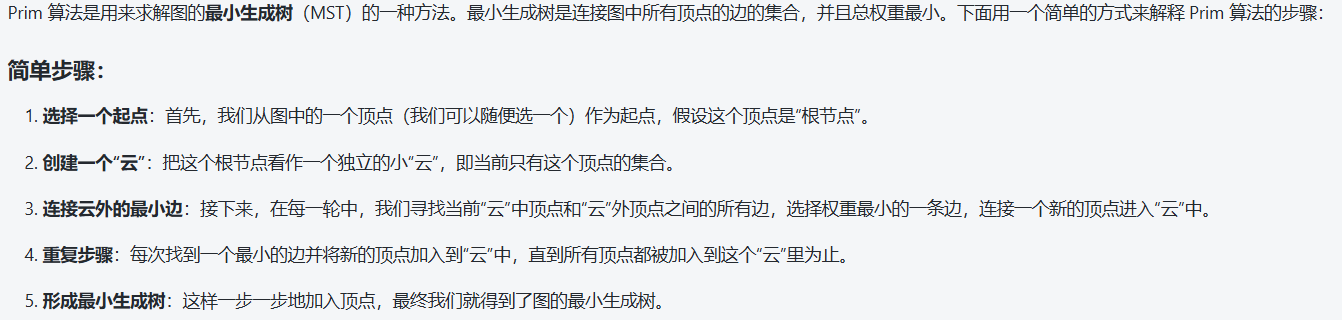 Prim 算法是用来求解图的最小生成树（MST）的一种方法。最小生成树是连接图中所有顶点的边的集合，并且总权重最小。下面用一个简单的方式来解释 Prim 算法的步骤：
简单步骤：
1. 选择一个起点：首先，我们从图中的一个顶点（我们可以随便选一个）作为起点，假设这个顶点是“根节点”。
2. 创建一个“云”：把这个根节点看作一个独立的小“云”，即当前只有这个顶点的集合。
3. 连接云外的最小边：接下来，在每一轮中，我们寻找当前“云”中顶点和“云”外顶点之间的所有边，选择权重最小的一条边，连接一个新的顶点进入“云”中。
4. 重复步骤：每次找到一个最小的边并将新的顶点加入到“云”中，直到所有顶点都被加入到这个“云”里为止。
5. 形成最小生成树：这样一步一步地加入顶点，最终我们就得到了图的最小生成树。